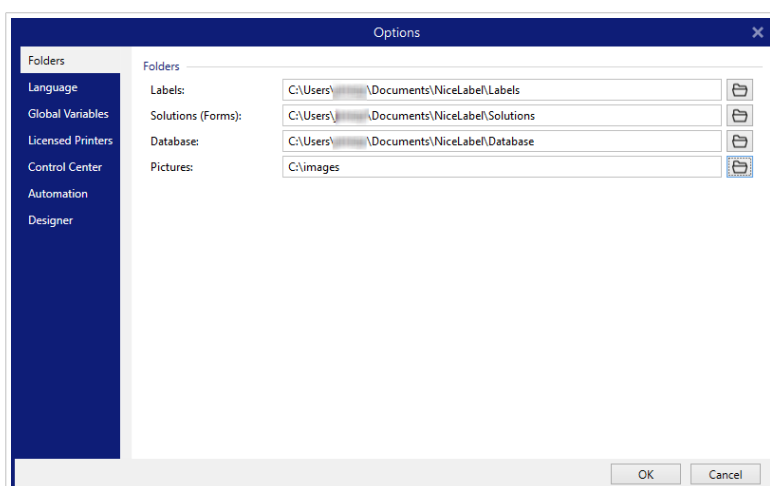 Options
Folders
Language
Global Variables
Licensed Printers
Control Center
Automation
Designer
Folders
Labels: C:\Users\ \Documents\NiceLabel\Labels
Solutions (Forms): C:\Users\ \Documents\NiceLabel\Solutions
Database: C:\Users\ \Documents\NiceLabel\Database
Pictures: C:\images
OK Cancel